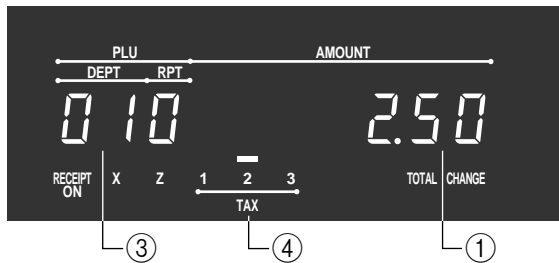 PLU AMOUNT
DEPT RPT
010 2.50
RECEIPT ON X Z 1 2 3 TOTAL CHANGE
TAX
③ ④ ①